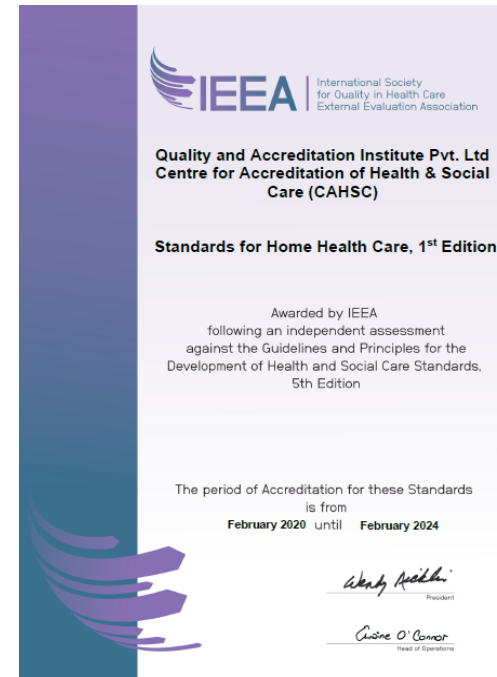 IEEA
International Society
for Quality in Health Care
External Evaluation Association
Quality and Accreditation Institute Pvt. Ltd
Centre for Accreditation of Health & Social
Care (CAHSC)
Standards for Home Health Care, 1st Edition
Awarded by IEEA
following an independent assessment
against the Guidelines and Principles for the
Development of Health and Social Care Standards,
5th Edition
The period of Accreditation for these Standards
is from
February 2020 until February 2024
Wendy
President
O'Connor
Head of Operations